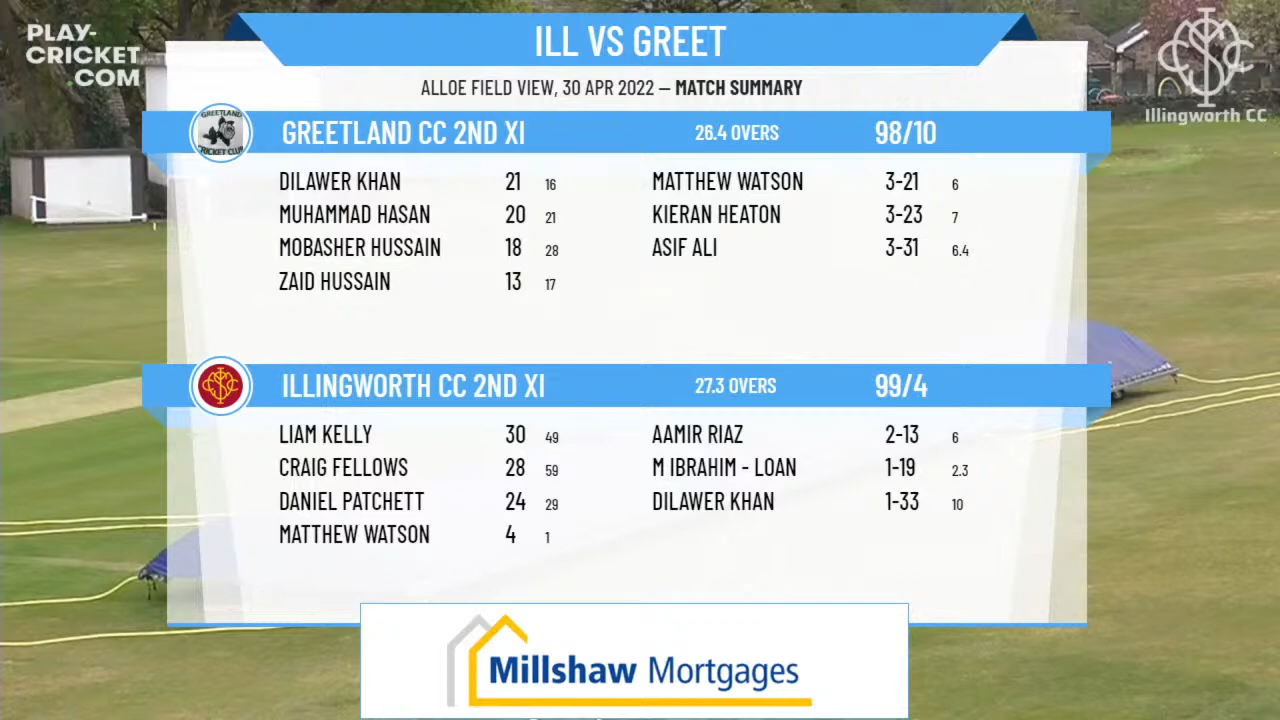 PLAY-
CRICKET
.COM
ILL VS GREET
Illingworth CC
ALLOE FIELD VIEW, 30 APR 2022 – MATCH SUMMARY
GREETLAND CRICKET CLUB
GREETLAND CC 2ND XI 26.4 OVERS 98/10
DILAWER KHAN 21 16 MATTHEW WATSON 3-21 6
MUHAMMAD HASAN 20 21 KIERAN HEATON 3-23 7
MOBASHER HUSSAIN 18 28 ASIF ALI 3-31 6.4
ZAID HUSSAIN 13 17
ILLINGWORTH CC 2ND XI 27.3 OVERS 99/4
LIAM KELLY 30 49 AAMIR RIAZ 2-13 6
CRAIG FELLOWS 28 59 M IBRAHIM - LOAN 1-19 2.3
DANIEL PATCHETT 24 29 DILAWER KHAN 1-33 10
MATTHEW WATSON 4 1
Millshaw Mortgages